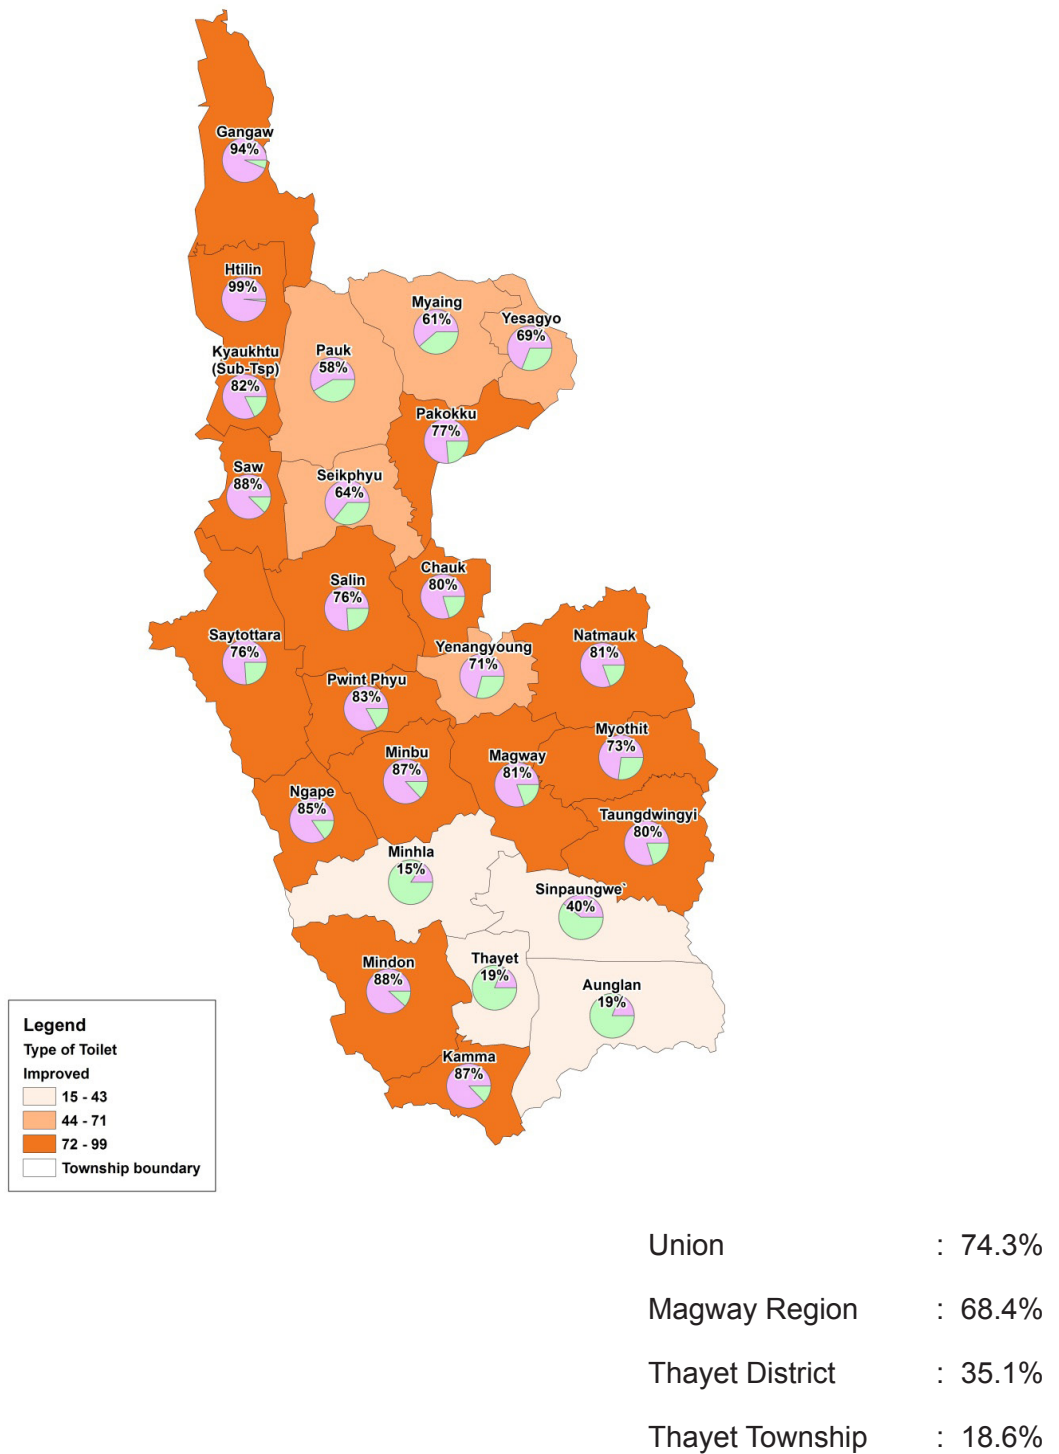 Gangaw
94%
Htilin
99%
Myaing
61%
Yesagyo
69%
Kyaukhtu
(Sub-Tsp)
82%
Pauk
58%
Pakokku
77%
Saw
88%
Seikphyu
64%
Chauk
80%
Salin
76%
Saytottara
76%
Yenangyoung
71%
Natmauk
81%
Pwint Phyu
83%
Myothit
73%
Minbu
87%
Magway
81%
Ngape
85%
Taungdwingyi
80%
Minhla
15%
Sinpaungwe`
40%
Mindon
88%
Thayet
19%
Aunglan
19%
Kamma
87%
Legend
Type of Toilet
Improved
15 - 43
44 - 71
72 - 99
Township boundary
Union : 74.3%
Magway Region : 68.4%
Thayet District : 35.1%
Thayet Township : 18.6%